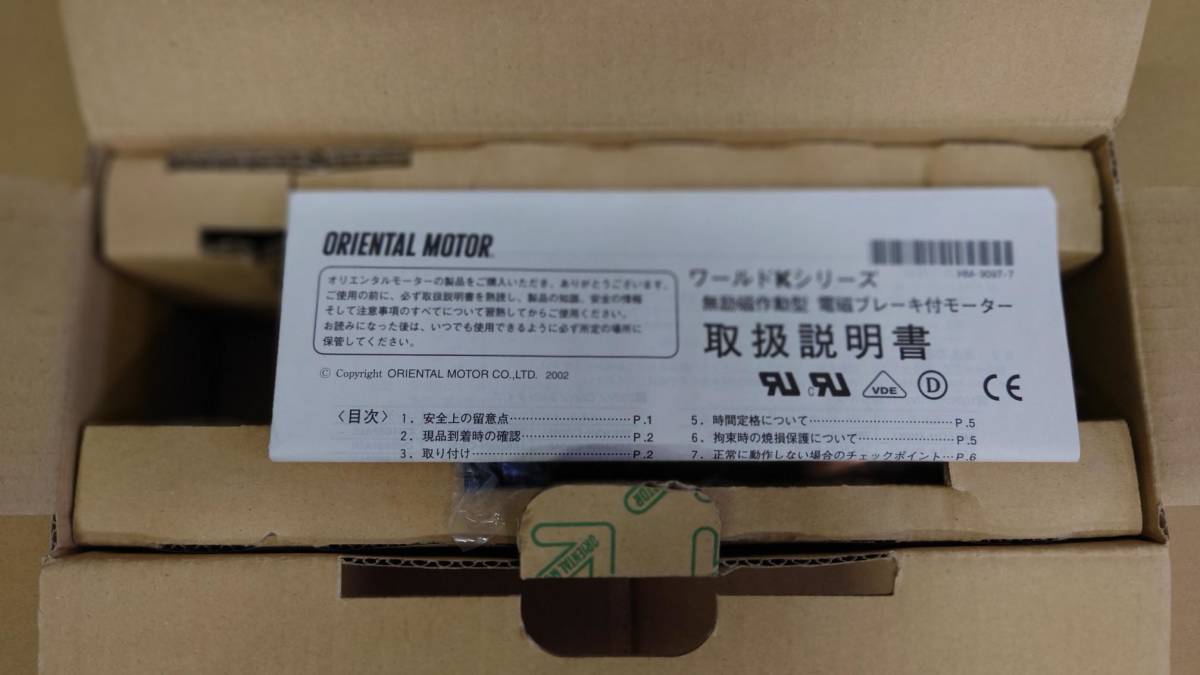 ORIENTAL MOTOR
オリエンタルモーターの製品をご購入いただき、ありがとうございます。
ご使用の前に、必ず取扱説明書を熟読し、製品の知識、安全の情報
そして注意事項のすべてについて習熟してからご使用ください。
お読みになった後は、いつでも使用できるように必ず所定の場所に
保管してください。
© Copyright ORIENTAL MOTOR CO.,LTD. 2002
HM-9097-7
ワールドKシリーズ
無励磁作動型 電磁ブレーキ付モーター
取扱説明書
c
VDE
D
CE
〈目次〉 1．安全上の留意点……………………………P.1
2．現品到着時の確認…………………………P.2
3．取り付け……………………………………P.2
5．時間定格について…………………………………P.5
6．拘束時の焼損保護について………………………P.5
7．正常に動作しない場合のチェックポイント…P.6
ORIENTAL M
TOR